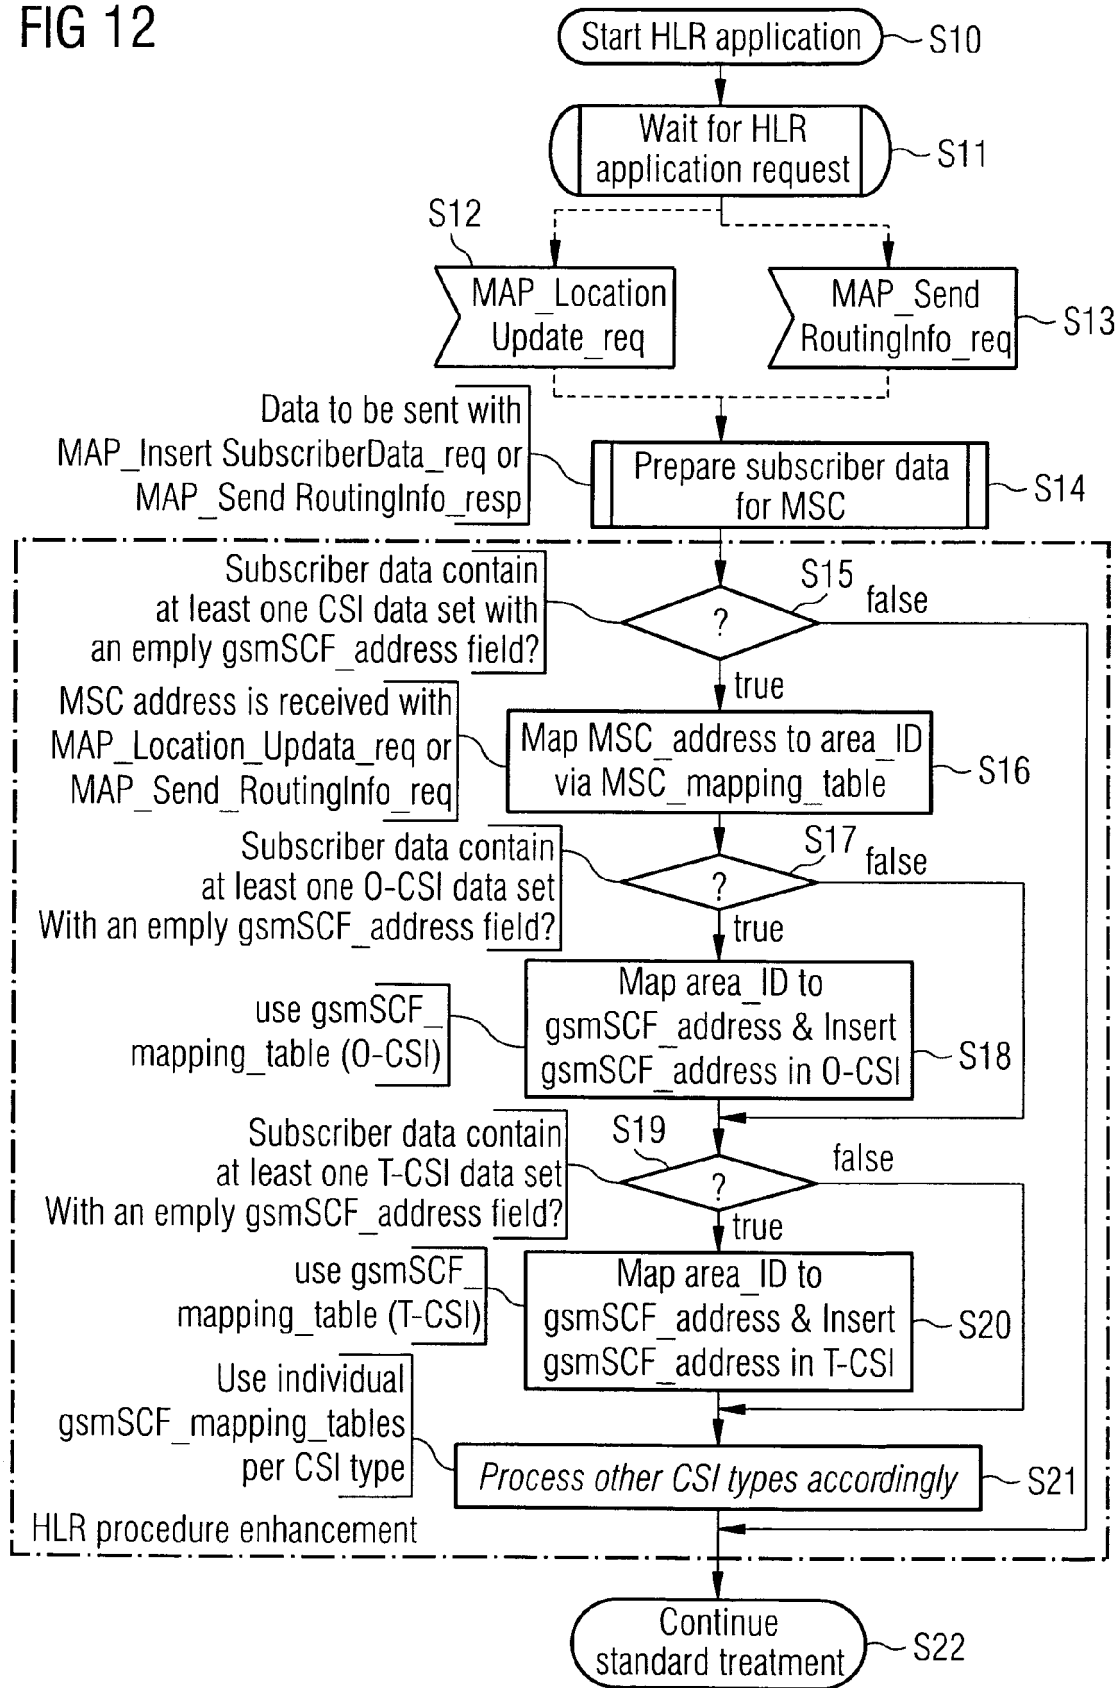 FIG 12
Start HLR application
S10
Wait for HLR
application request
S11
S12
MAP_Location
Update_req
MAP_Send
RoutingInfo_req
S13
Data to be sent with
MAP_Insert SubscriberData_req or
MAP_Send RoutingInfo_resp
Prepare subscriber data
for MSC
S14
Subscriber data contain
at least one CSI data set with
an emply gsmSCF_address field?
?
S15
false
true
MSC address is received with
MAP_Location_Updata_req or
MAP_Send_RoutingInfo_req
Map MSC_address to area_ID
via MSC_mapping_table
S16
Subscriber data contain
at least one O-CSI data set
With an empty gsmSCF_address field?
?
S17
false
true
use gsmSCF_
mapping_table (O-CSI)
Map area_ID to
gsmSCF_address & Insert
gsmSCF_address in O-CSI
S18
Subscriber data contain
at least one T-CSI data set
With an empty gsmSCF_address field?
S19
?
false
true
use gsmSCF_
mapping_table (T-CSI)
Map area_ID to
gsmSCF_address & Insert
gsmSCF_address in T-CSI
S20
Use individual
gsmSCF_mapping_tables
per CSI type
Process other CSI types accordingly
S21
HLR procedure enhancement
Continue
standard treatment
S22